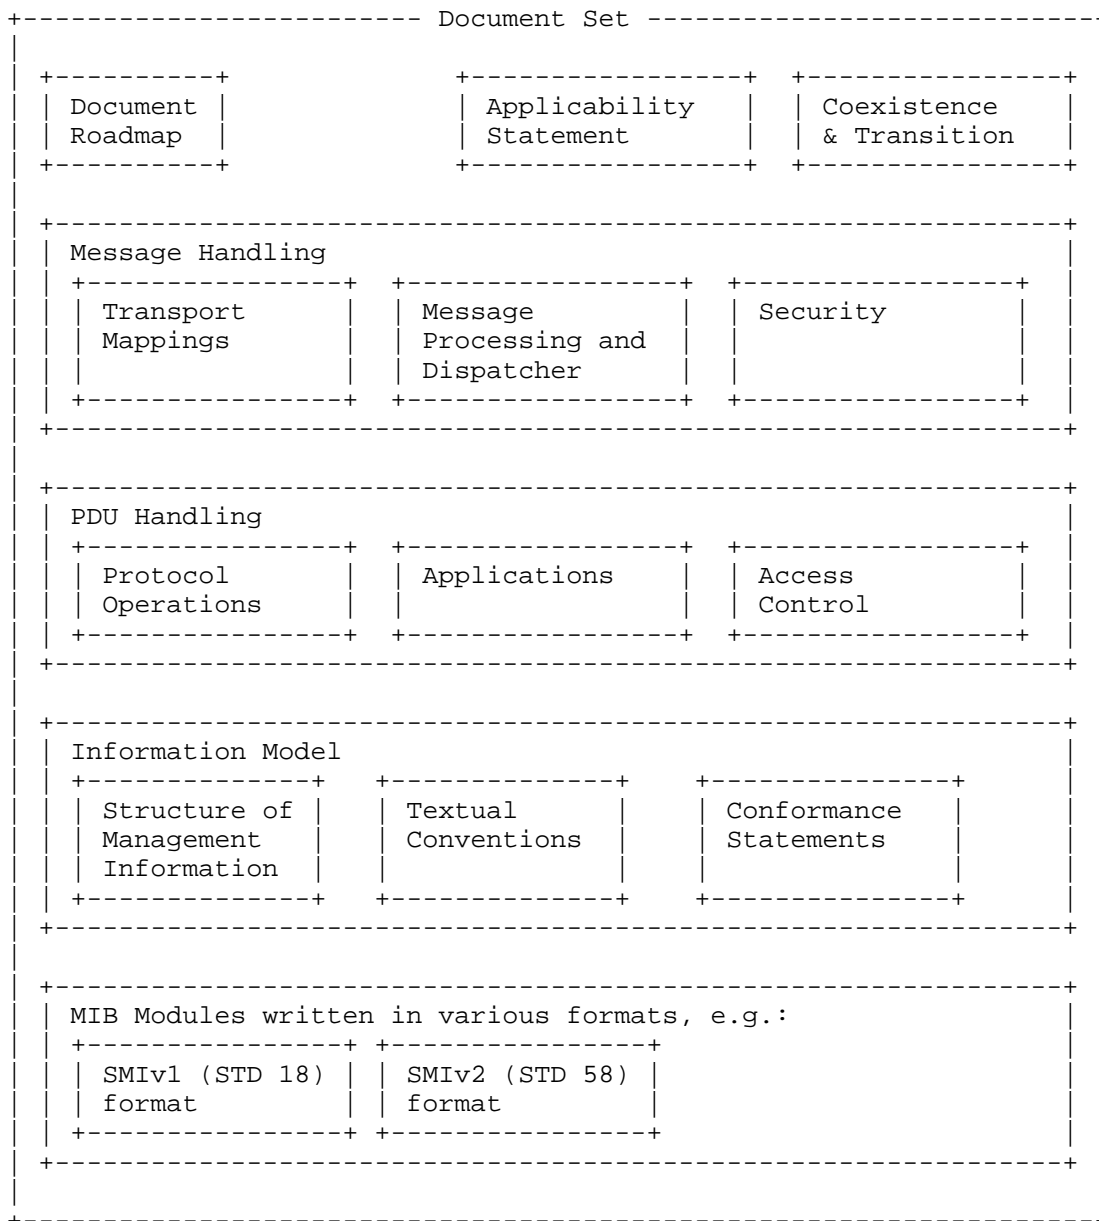 Document Set
Document Applicability Coexistence
Roadmap Statement & Transition
Message Handling
Transport Message Security
Mappings Processing and
Dispatcher
PDU Handling
Protocol Applications Access
Operations Control
Information Model
Structure of Textual Conformance
Management Conventions Statements
Information
MIB Modules written in various formats, e.g.:
SMIv1 (STD 18) SMIv2 (STD 58)
format format